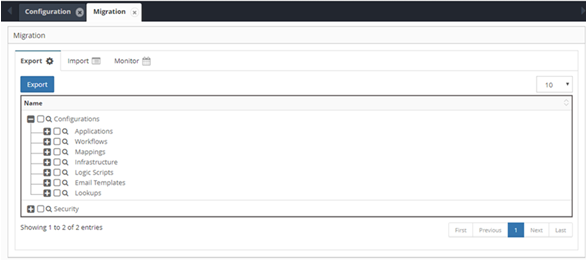 Configuration Migration
Migration
Export Import Monitor
Export 10
Name
Configurations
Applications
Workflows
Mappings
Infrastructure
Logic Scripts
Email Templates
Lookups
Security
Showing 1 to 2 of 2 entries First Previous 1 Next Last